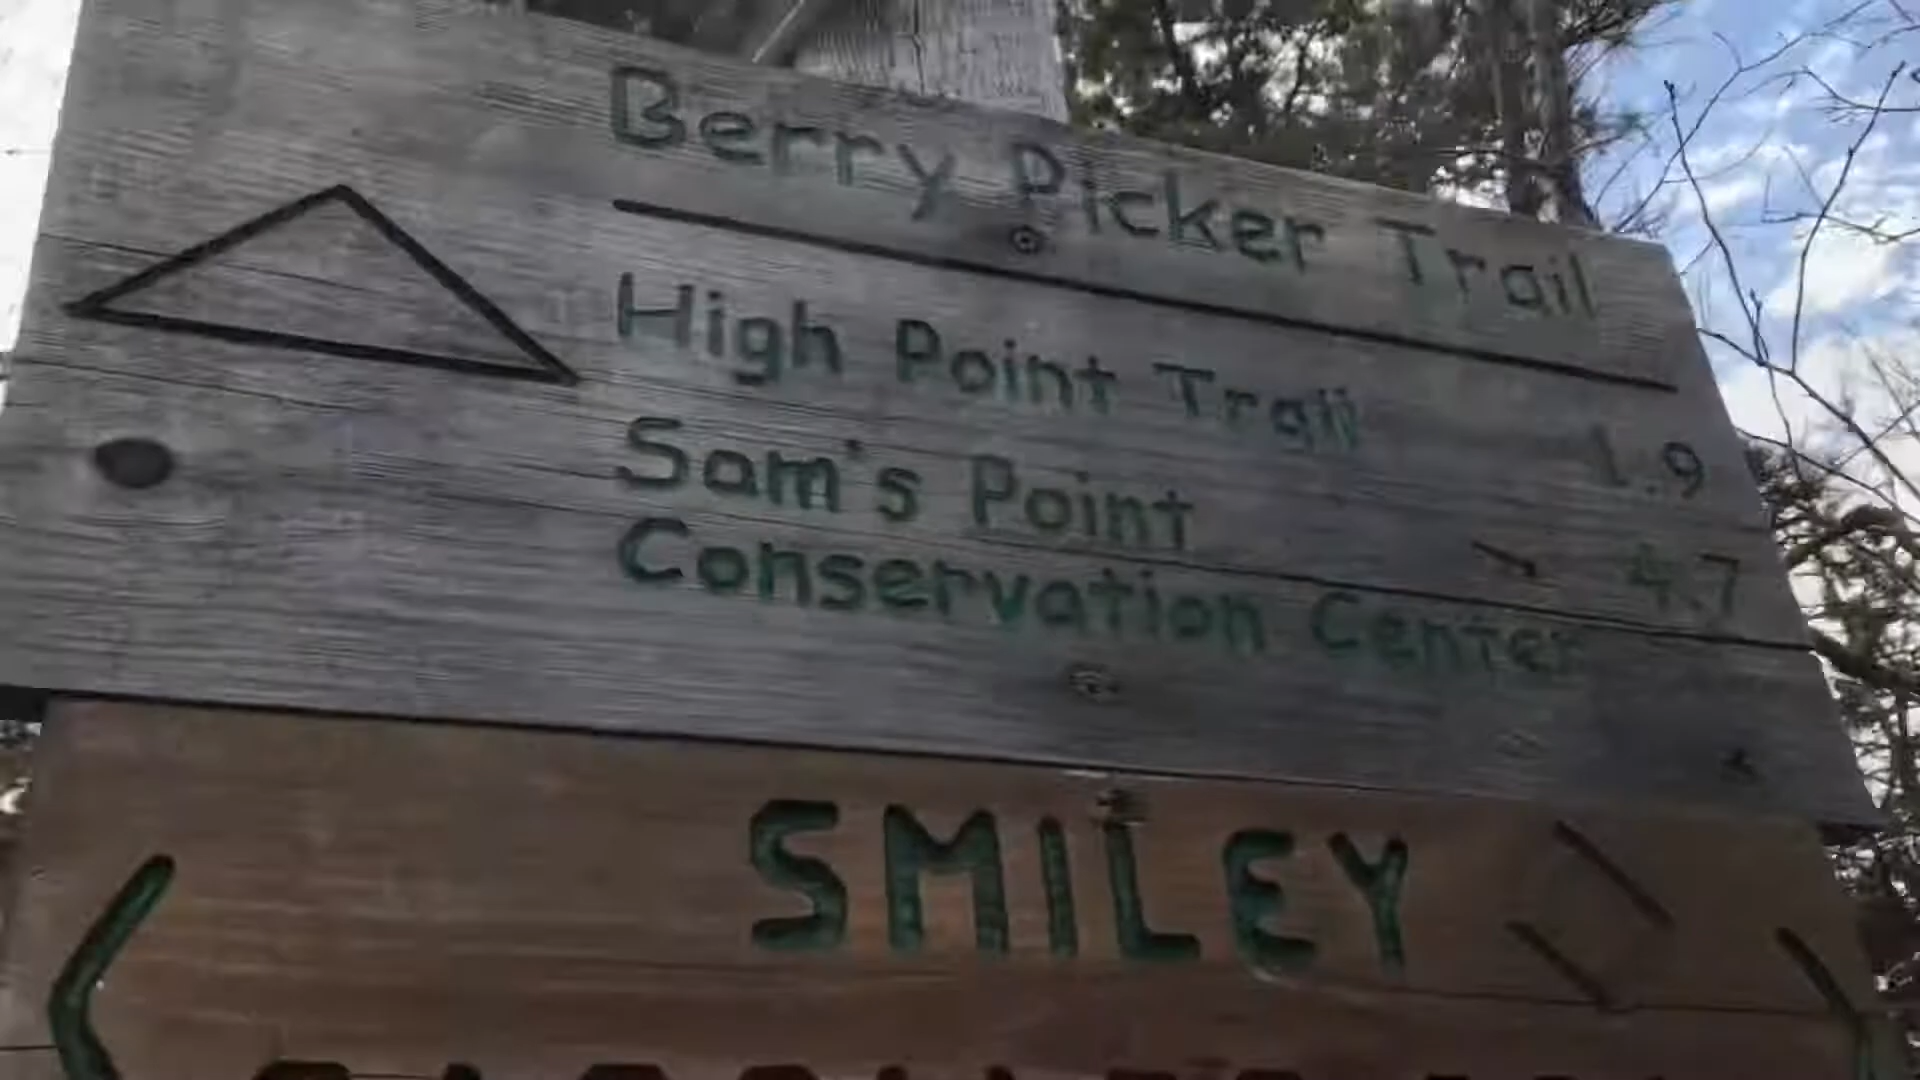 Berry Picker Trail
High Point Trail 1.9
Sam's Point 4.7
Conservation Center
SMILEY